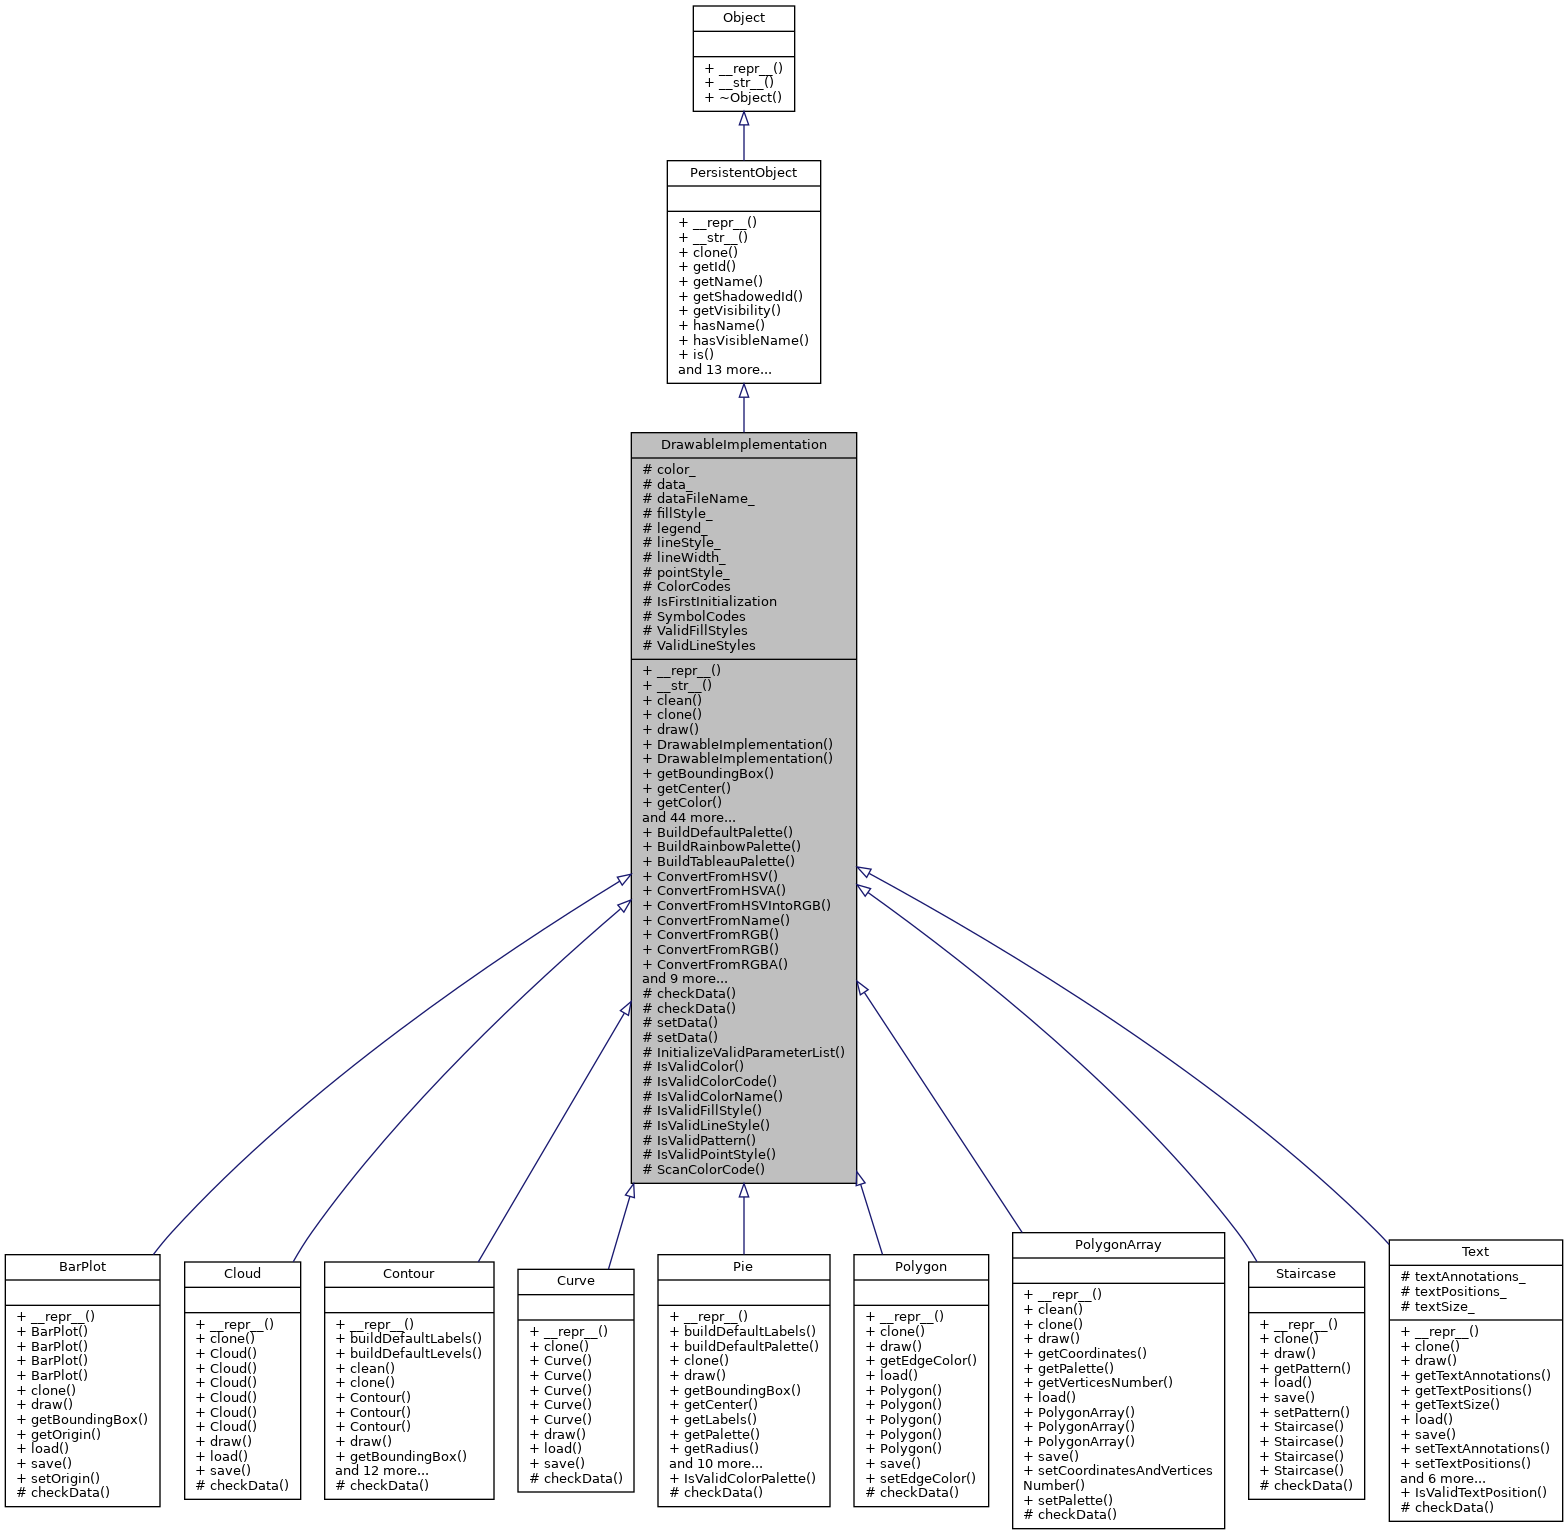 Object
+ __repr__()
+ __str__()
+ ~Object()
PersistentObject
+ __repr__()
+ __str__()
+ clone()
+ getId()
+ getName()
+ getShadowedId()
+ getVisibility()
+ hasName()
+ hasVisibleName()
+ is()
and 13 more...
DrawableImplementation
# color_
# data_
# dataFileName_
# fillStyle_
# legend_
# lineStyle_
# lineWidth_
# pointStyle_
# ColorCodes
# IsFirstInitialization
# SymbolCodes
# ValidFillStyles
# ValidLineStyles
+ __repr__()
+ __str__()
+ clean()
+ clone()
+ draw()
+ DrawableImplementation()
+ DrawableImplementation()
+ getBoundingBox()
+ getCenter()
+ getColor()
and 44 more...
+ BuildDefaultPalette()
+ BuildRainbowPalette()
+ BuildTableauPalette()
+ ConvertFromHSV()
+ ConvertFromHSVA()
+ ConvertFromHSVIntoRGB()
+ ConvertFromName()
+ ConvertFromRGB()
+ ConvertFromRGB()
+ ConvertFromRGBA()
and 9 more...
# checkData()
# checkData()
# setData()
# setData()
# InitializeValidParameterList()
# IsValidColor()
# IsValidColorCode()
# IsValidColorName()
# IsValidFillStyle()
# IsValidLineStyle()
# IsValidPattern()
# IsValidPointStyle()
# ScanColorCode()
BarPlot
+ __repr__()
+ BarPlot()
+ BarPlot()
+ BarPlot()
+ BarPlot()
+ clone()
+ draw()
+ getBoundingBox()
+ getOrigin()
+ load()
+ save()
+ setOrigin()
# checkData()
Cloud
+ __repr__()
+ clone()
+ Cloud()
+ Cloud()
+ Cloud()
+ Cloud()
+ Cloud()
+ Cloud()
+ draw()
+ load()
+ save()
# checkData()
Contour
+ __repr__()
+ buildDefaultLabels()
+ buildDefaultLevels()
+ clean()
+ clone()
+ Contour()
+ Contour()
+ Contour()
+ draw()
+ getBoundingBox()
and 12 more...
# checkData()
Curve
+ __repr__()
+ clone()
+ Curve()
+ Curve()
+ Curve()
+ Curve()
+ Curve()
+ draw()
+ load()
+ save()
# checkData()
Pie
+ __repr__()
+ buildDefaultLabels()
+ buildDefaultPalette()
+ clone()
+ draw()
+ getBoundingBox()
+ getCenter()
+ getLabels()
+ getPalette()
+ getRadius()
and 10 more...
+ IsValidColorPalette()
# checkData()
Polygon
+ __repr__()
+ clone()
+ draw()
+ getEdgeColor()
+ load()
+ Polygon()
+ Polygon()
+ Polygon()
+ Polygon()
+ Polygon()
+ save()
+ setEdgeColor()
# checkData()
PolygonArray
+ __repr__()
+ clean()
+ clone()
+ draw()
+ getCoordinates()
+ getPalette()
+ getVerticesNumber()
+ load()
+ PolygonArray()
+ PolygonArray()
+ PolygonArray()
+ save()
+ setCoordinatesAndVertices
Number()
+ setPalette()
# checkData()
Staircase
+ __repr__()
+ clone()
+ draw()
+ getPattern()
+ load()
+ save()
+ setPattern()
+ Staircase()
+ Staircase()
+ Staircase()
+ Staircase()
# checkData()
Text
# textAnnotations_
# textPositions_
# textSize_
+ __repr__()
+ clone()
+ draw()
+ getTextAnnotations()
+ getTextPositions()
+ getTextSize()
+ load()
+ save()
+ setTextAnnotations()
+ setTextPositions()
and 6 more...
+ IsValidTextPosition()
# checkData()